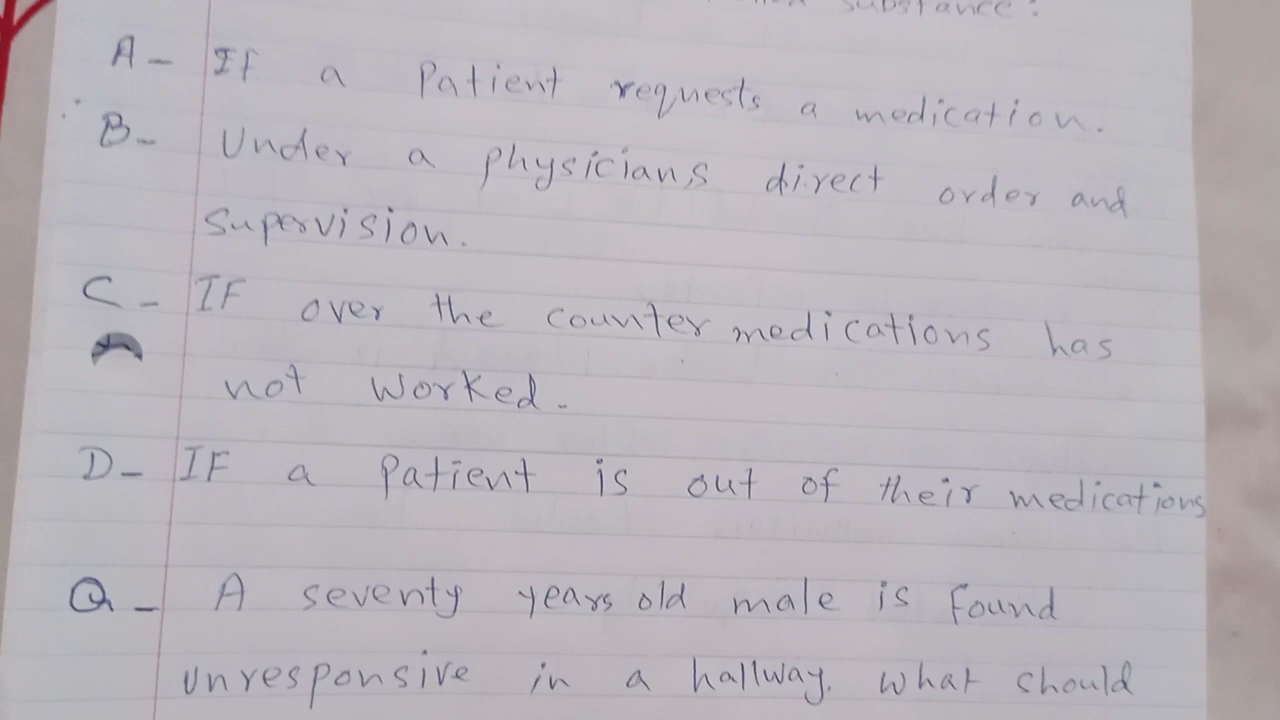 substance:
A- If a Patient requests a medication.
B- Under a physicians direct order and
supervision.
C- IF over the counter medications has
not worked.
D- IF a Patient is out of their medications
Q- A seventy years old male is found
unresponsive in a hallway. what should